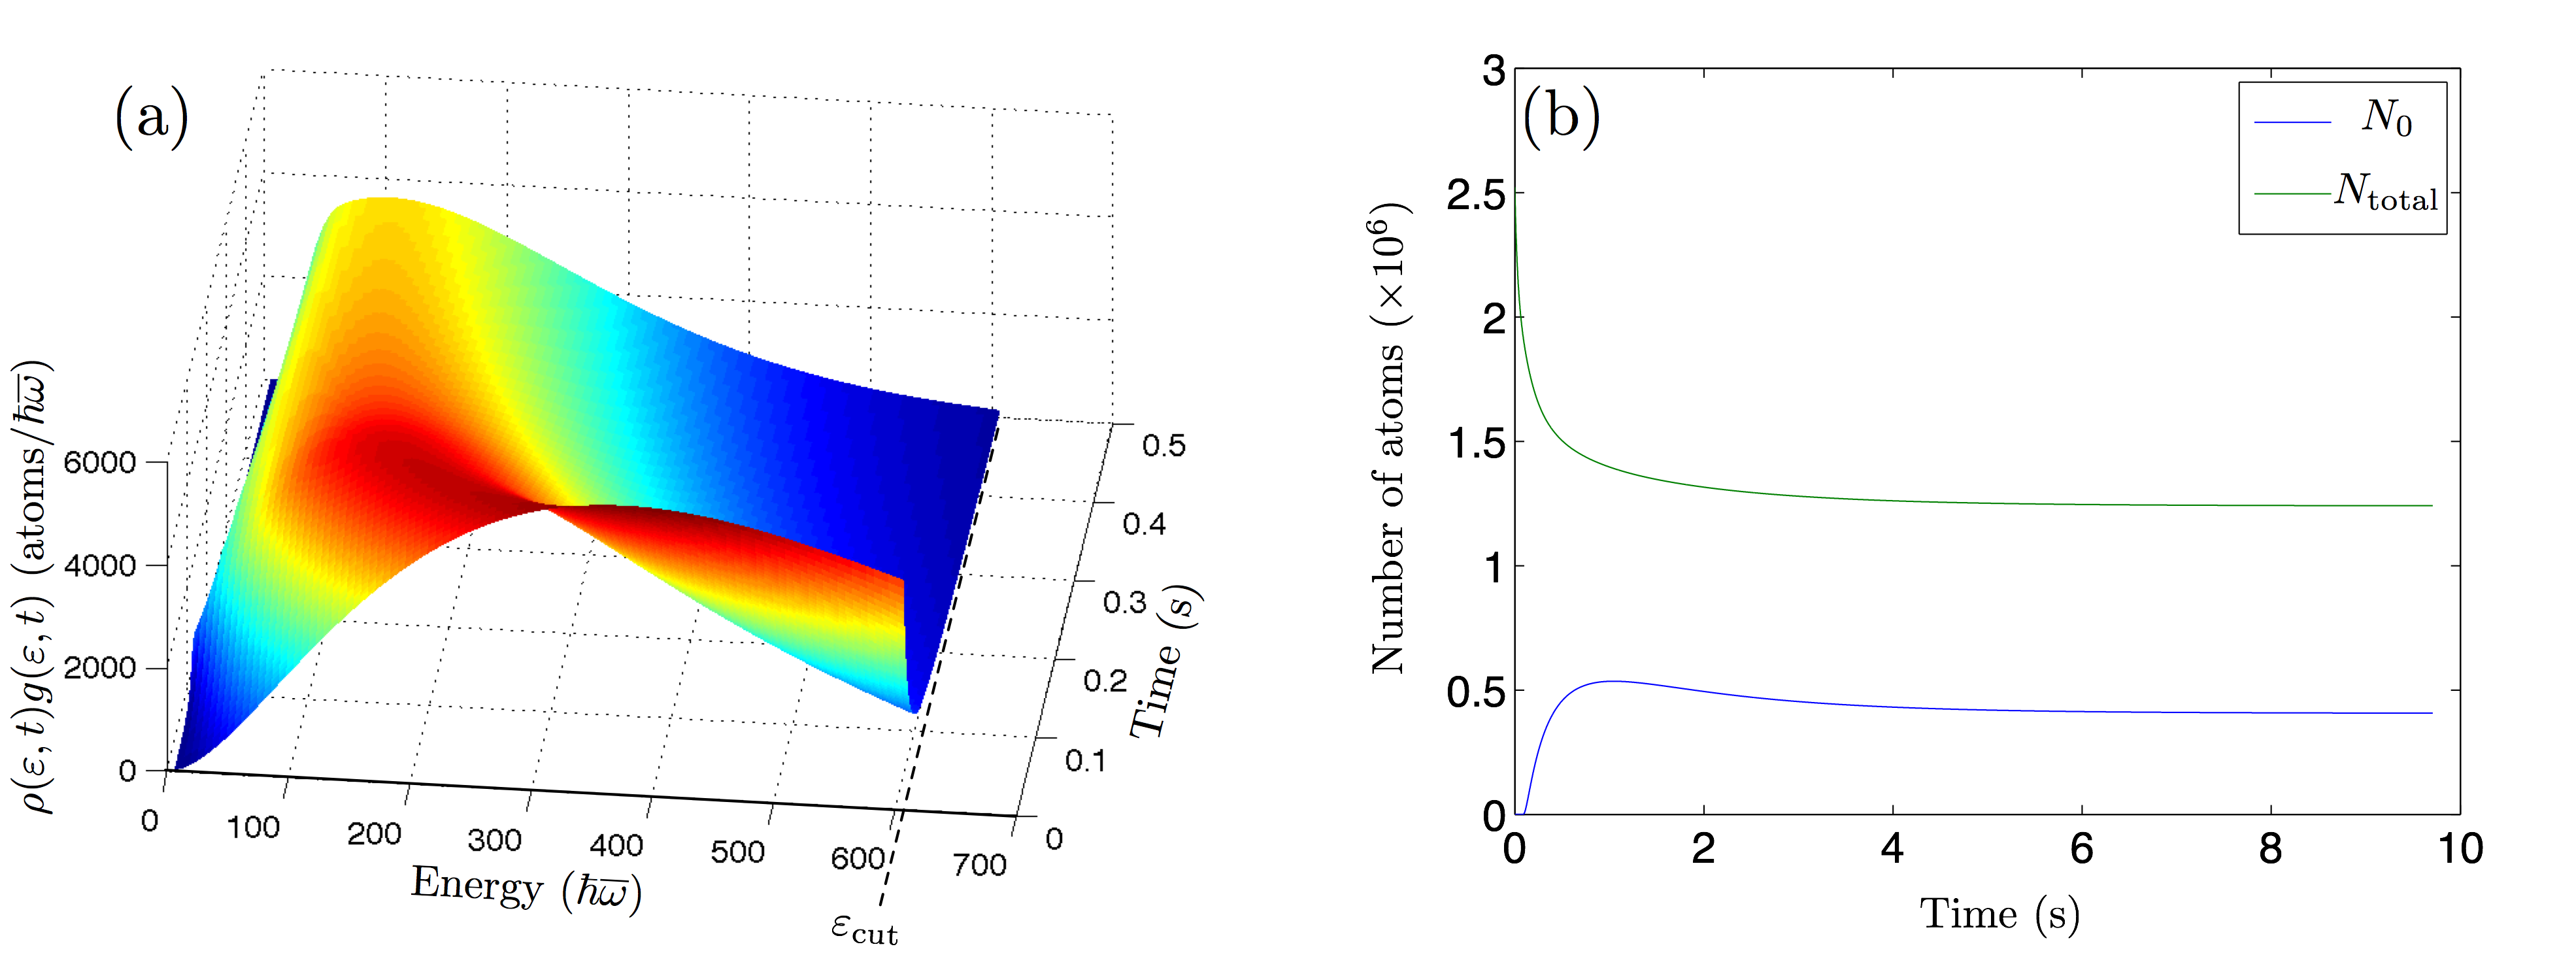 (a)
ρ(ε, t)g(ε, t) (atoms/ħω̅)
6000
4000
2000
0
0 100 200 300 400 500 600 700
Energy (ħω̅)
ε_cut
0 0.1 0.2 0.3 0.4 0.5
Time (s)
(b)
N_0
N_total
Number of atoms (×10⁶)
3
2.5
2
1.5
1
0.5
0
0 2 4 6 8 10
Time (s)